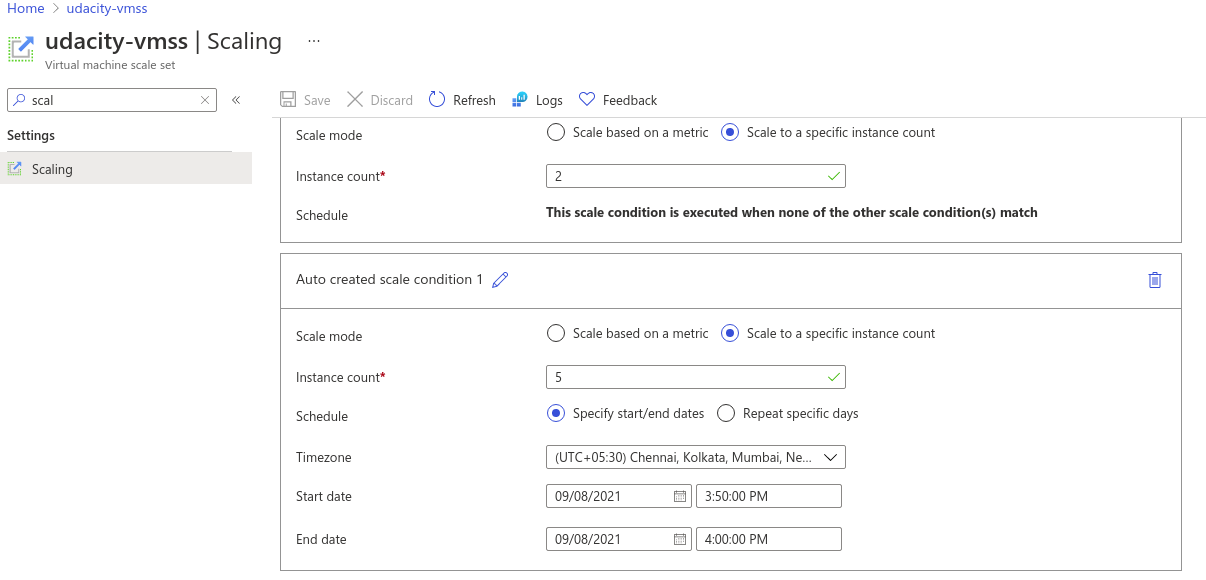 Home > udacity-vmss
udacity-vmss | Scaling ...
Virtual machine scale set
scal
«
Save Discard Refresh Logs Feedback
Settings
Scaling
Scale mode Scale based on a metric Scale to a specific instance count
Instance count* 2
Schedule This scale condition is executed when none of the other scale condition(s) match
Auto created scale condition 1
Scale mode Scale based on a metric Scale to a specific instance count
Instance count* 5
Schedule Specify start/end dates Repeat specific days
Timezone (UTC+05:30) Chennai, Kolkata, Mumbai, Ne...
Start date 09/08/2021 3:50:00 PM
End date 09/08/2021 4:00:00 PM